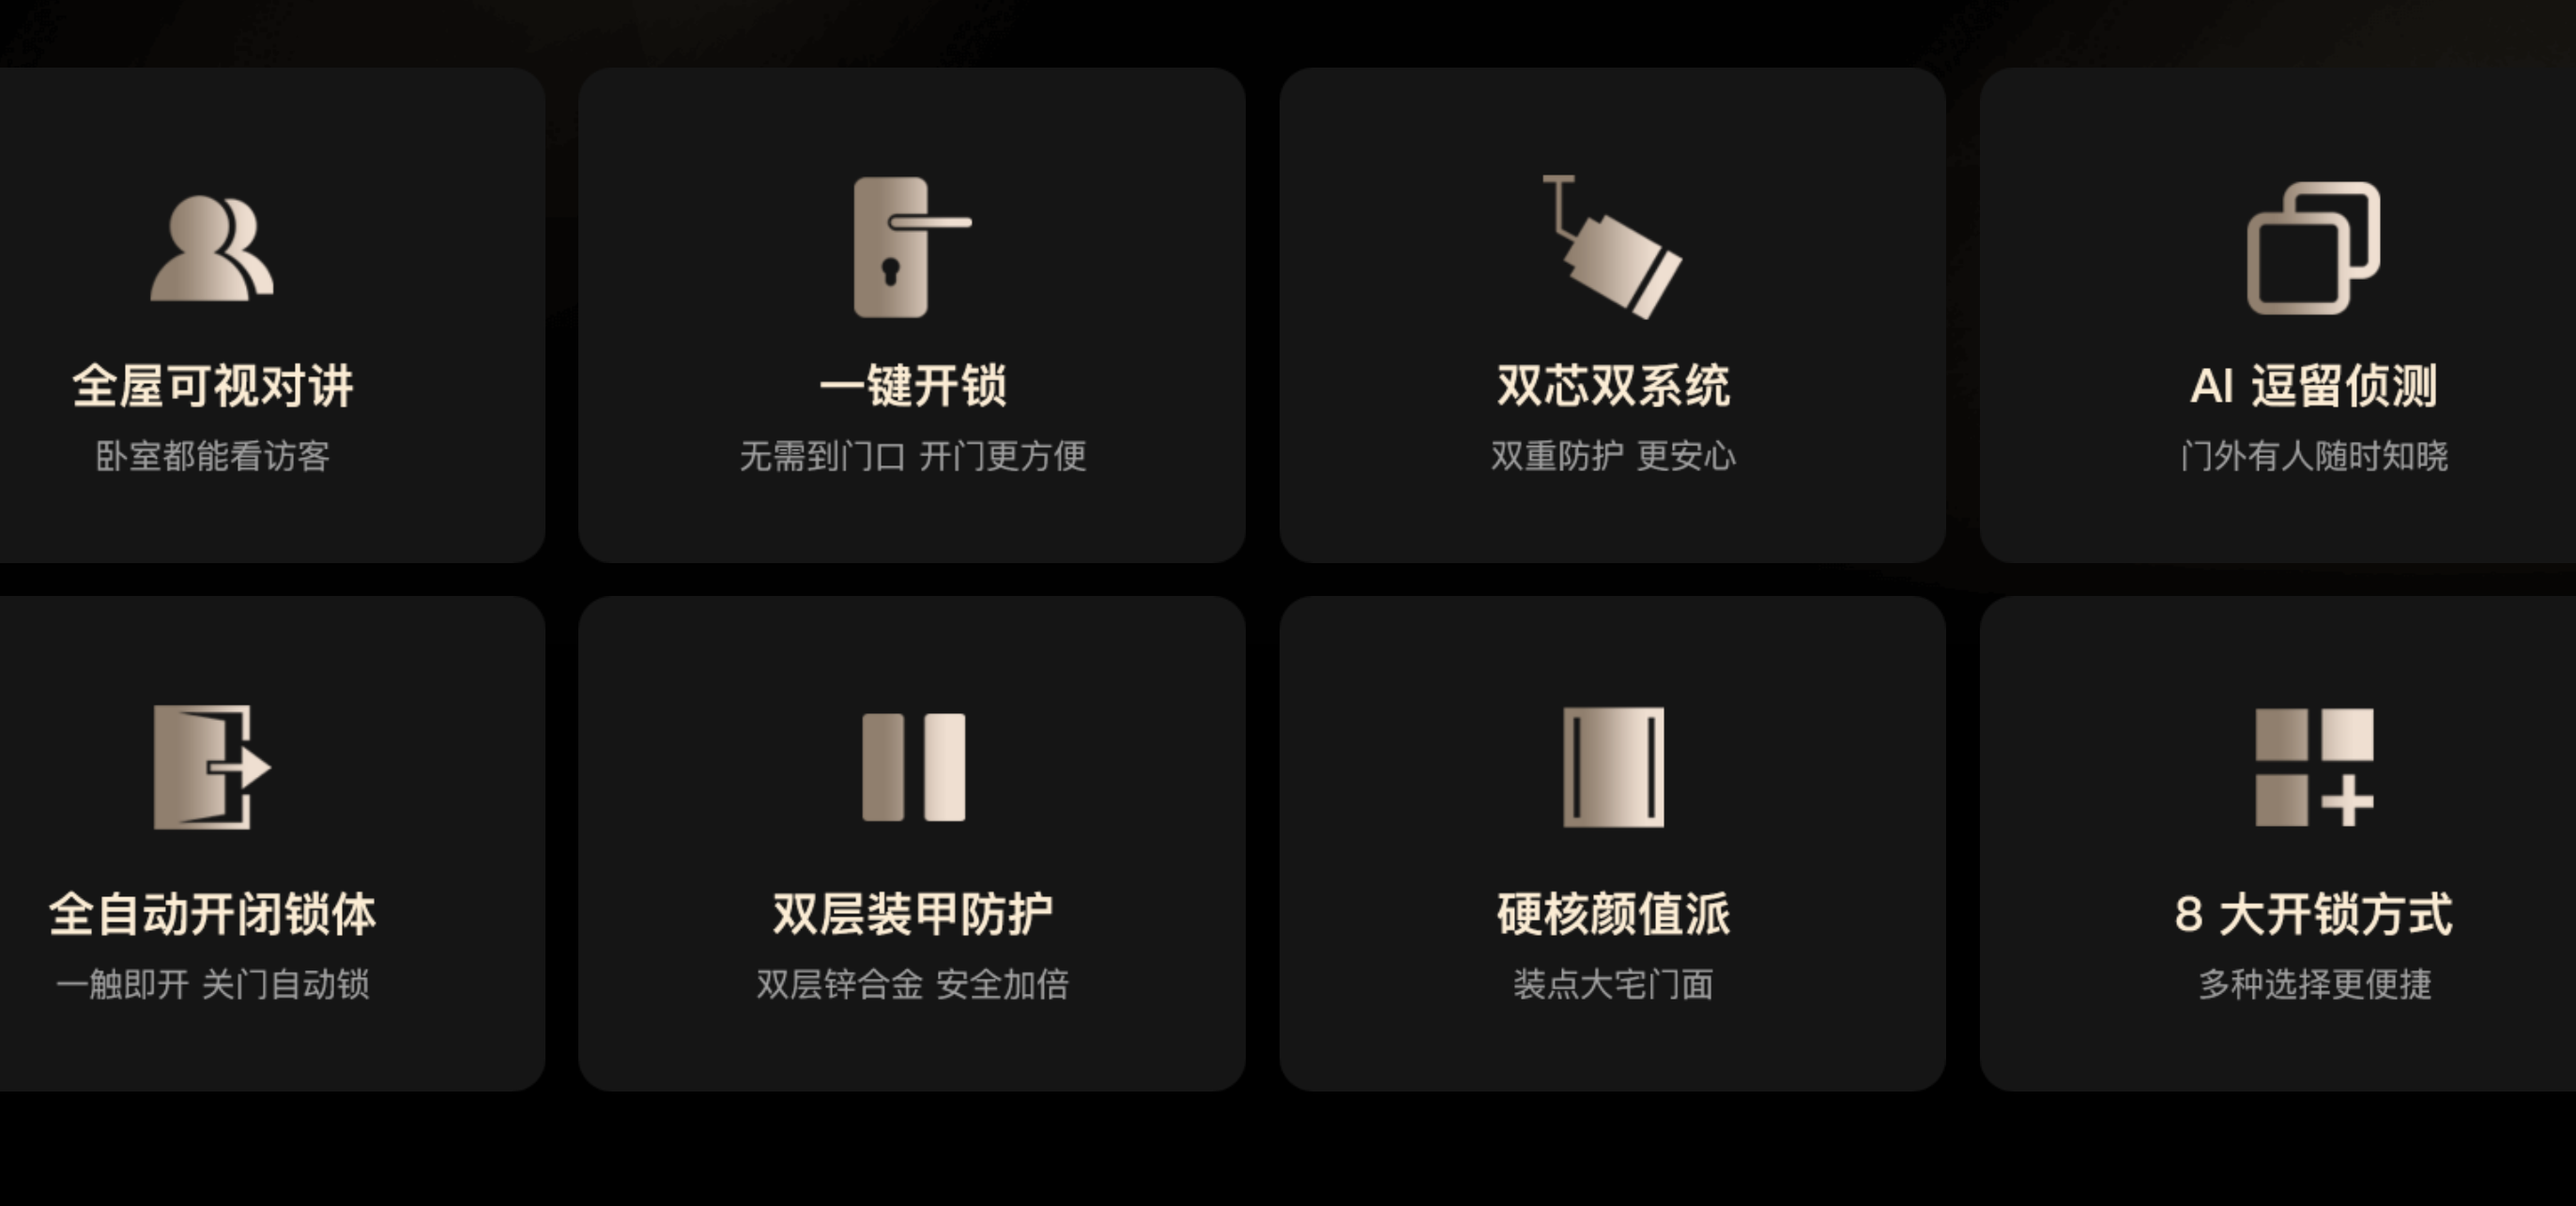 全屋可视对讲
卧室都能看访客
一键开锁
无需到门口 开门更方便
双芯双系统
双重防护 更安心
AI 逗留侦测
门外有人随时知晓
全自动开闭锁体
一触即开 关门自动锁
双层装甲防护
双层锌合金 安全加倍
硬核颜值派
装点大宅门面
8 大开锁方式
多种选择更便捷